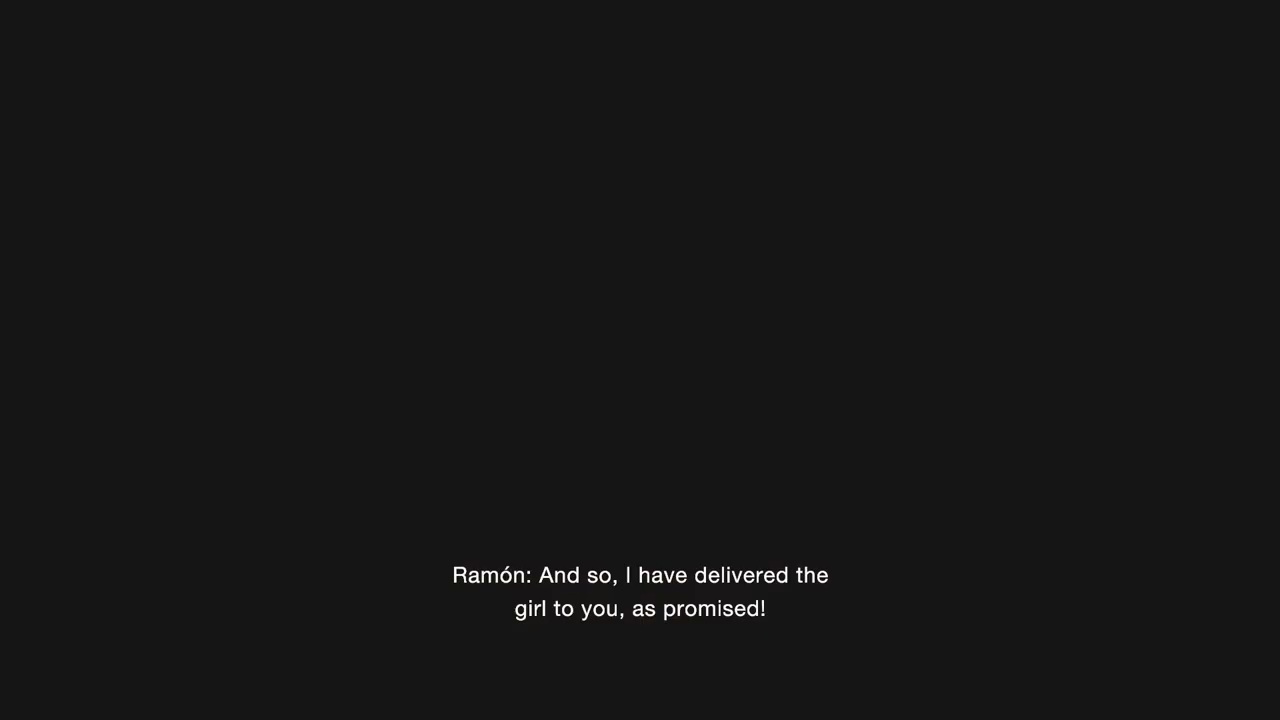 Ramón: And so, I have delivered the
girl to you, as promised!